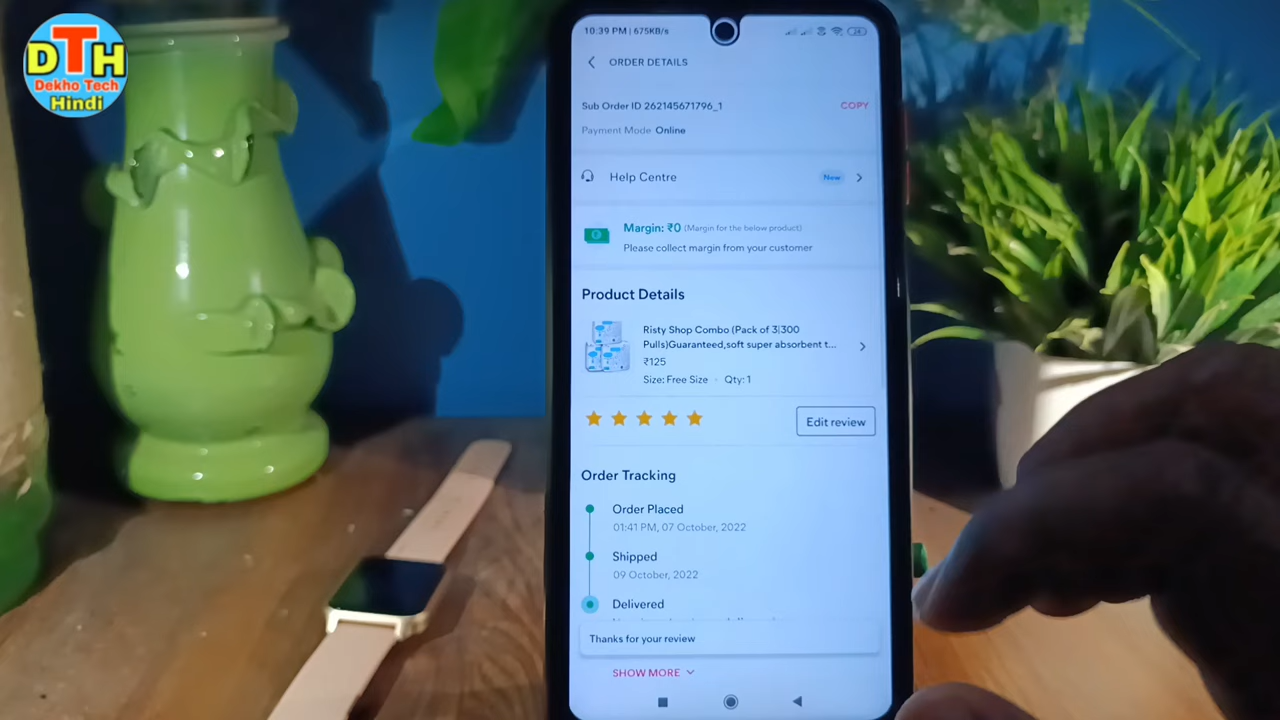 DTH
Dekho Tech
Hindi
10:39 PM | 675KB/s
ORDER DETAILS
Sub Order ID 262145671796_1
COPY
Payment Mode Online
Help Centre
New
Margin: ₹0 (Margin for the below product)
Please collect margin from your customer
Product Details
Risty Shop Combo (Pack of 3|300
Pulls)Guaranteed,soft super absorbent t...
₹125
Size: Free Size · Qty: 1
Edit review
Order Tracking
Order Placed
01:41 PM, 07 October, 2022
Shipped
09 October, 2022
Delivered
Thanks for your review
SHOW MORE